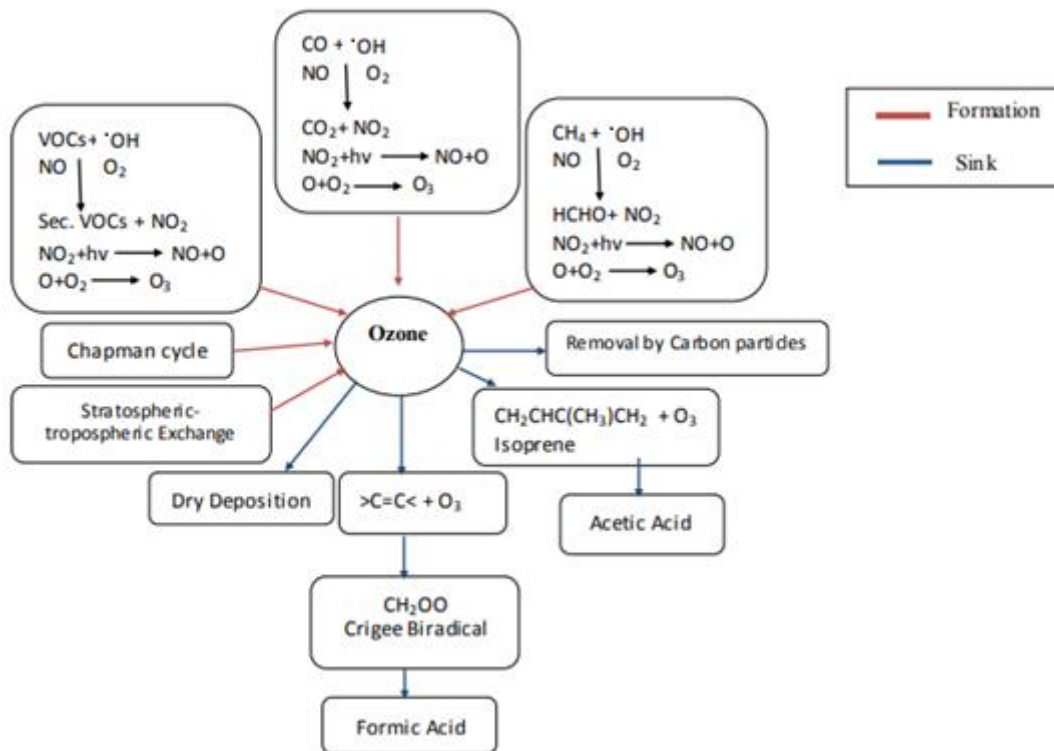 CO + ˙OH
NO O₂
CO₂+ NO₂
NO₂+hv → NO+O
O+O₂ → O₃
VOCs+ ˙OH
NO O₂
Sec. VOCs + NO₂
NO₂+hv → NO+O
O+O₂ → O₃
CH₄ + ˙OH
NO O₂
HCHO+ NO₂
NO₂+hv → NO+O
O+O₂ → O₃
Formation
Sink
Ozone
Chapman cycle
Stratospheric-
tropospheric Exchange
Removal by Carbon partides
CH₂CHC(CH₃)CH₂ + O₃
Isoprene
Dry Deposition
>C=C< + O₃
Acetic Acid
CH₂OO
Crigee Biradical
Formic Acid